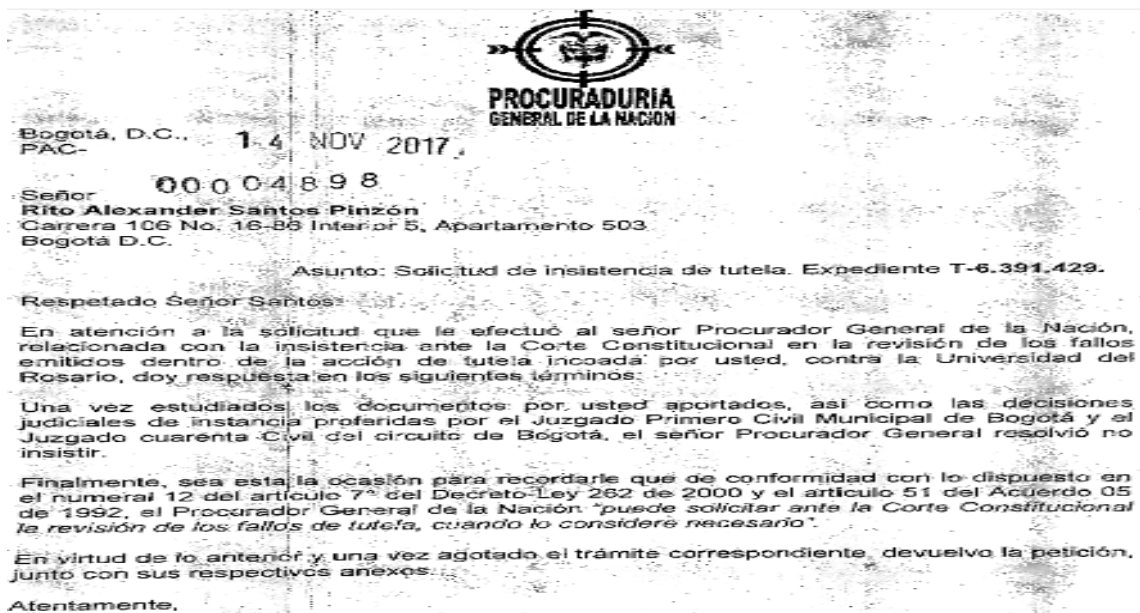 PROCURADURIA
GENERAL DE LA NACION
Bogotá, D.C., 14 NOV 2017.
PAC-
00004898
Señor
Rito Alexander Santos Pinzón
Carrera 106 No. 16-86 Interior 5, Apartamento 503
Bogotá D.C.
Asunto: Solicitud de insistencia de tutela. Expediente T-6.391.429.
Respetado Señor Santos:
En atención a la solicitud que le efectuó al señor Procurador General de la Nación,
relacionada con la insistencia ante la Corte Constitucional en la revisión de los fallos
emitidos dentro de la acción de tutela incoada por usted, contra la Universidad del
Rosario, doy respuesta en los siguientes términos:
Una vez estudiados los documentos por usted aportados, así como las decisiones
judiciales de instancia proferidas por el Juzgado Primero Civil Municipal de Bogotá y el
Juzgado cuarenta Civil del circuito de Bogotá, el señor Procurador General resolvió no
insistir.
Finalmente, sea esta la ocasión para recordarle que de conformidad con lo dispuesto en
el numeral 12 del artículo 7° del Decreto-Ley 262 de 2000 y el artículo 51 del Acuerdo 05
de 1992, el Procurador General de la Nación "puede solicitar ante la Corte Constitucional
la revisión de los fallos de tutela, cuando lo considere necesario".
En virtud de lo anterior y una vez agotado el trámite correspondiente, devuelvo la petición,
junto con sus respectivos anexos.
Atentamente,